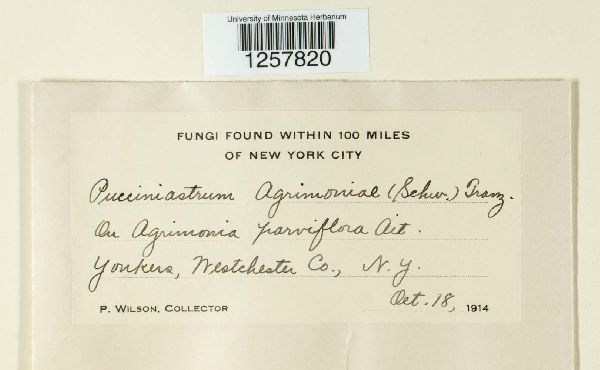 University of Minnesota Herbarium
1257820
FUNGI FOUND WITHIN 100 MILES
OF NEW YORK CITY
Pucciniastrum Agrimoniae (Schw.) Tranz.
On Agrimonia parviflora Ait.
Yonkers, Westchester Co., N.Y.
Oct. 18, 1914
P. WILSON, COLLECTOR